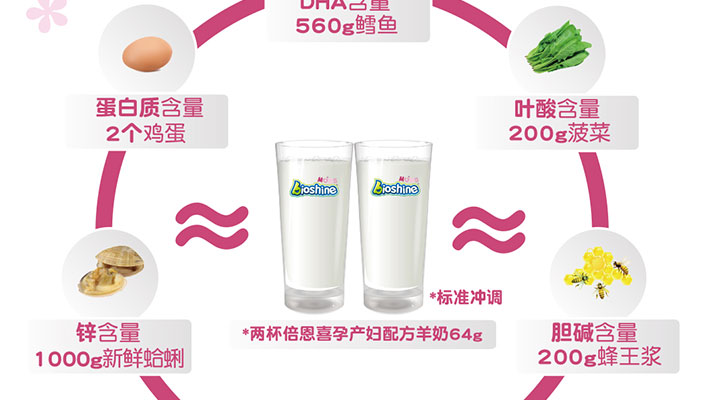 DHA含量
560g鳕鱼
蛋白质含量
2个鸡蛋
叶酸含量
200g菠菜
Bioshine
Bioshine
*标准冲调
*两杯倍恩喜孕产妇配方羊奶64g
锌含量
1000g新鲜蛤蜊
胆碱含量
200g蜂王浆